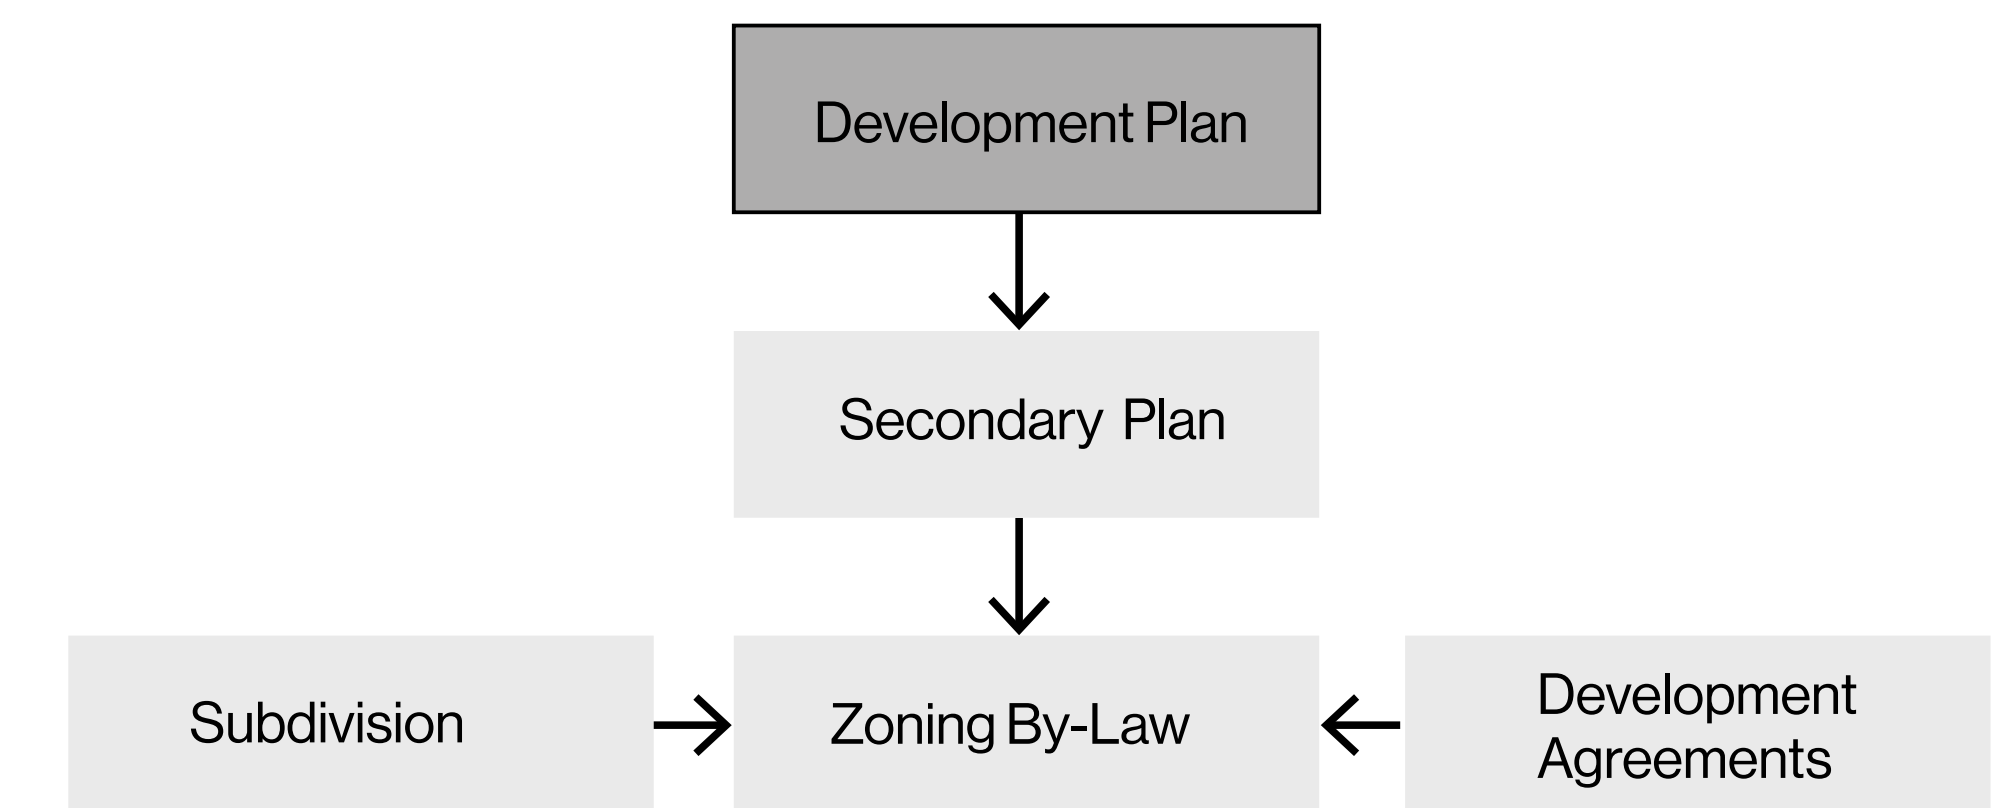 Development Plan
Secondary Plan
Subdivision
Zoning By-Law
Development
Agreements